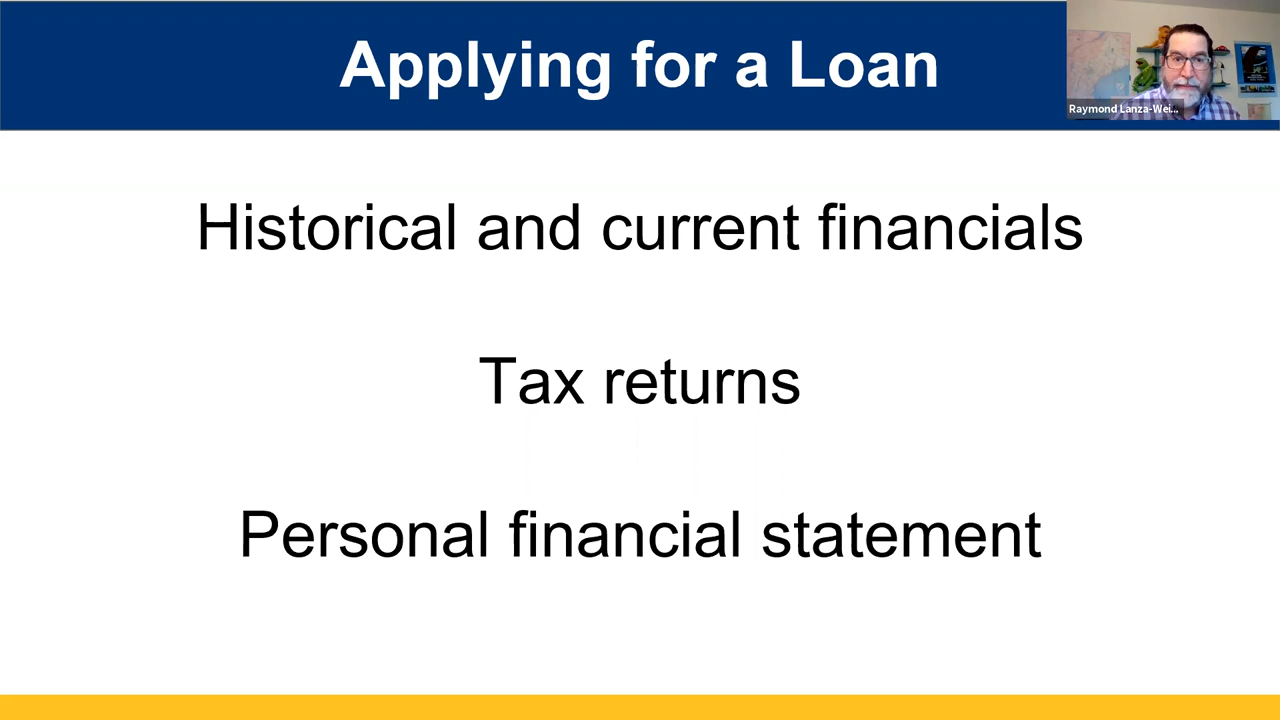 Applying for a Loan
Raymond Lanza-Wei...
Historical and current financials
Tax returns
Personal financial statement